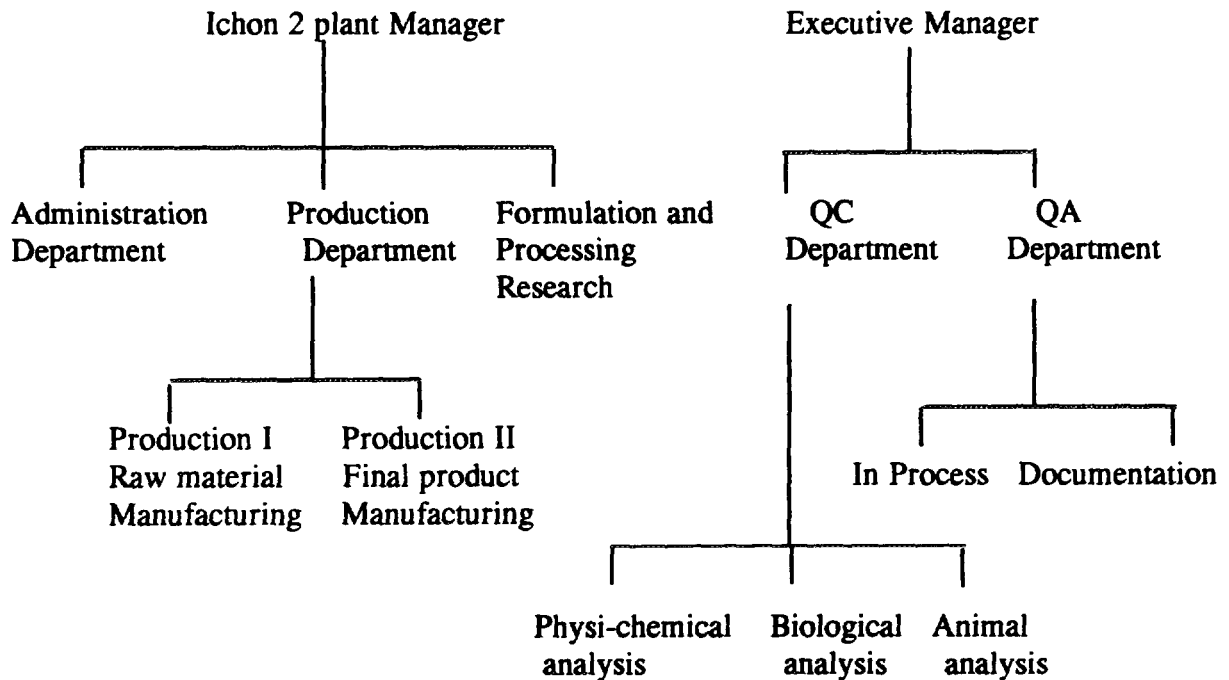 Ichon 2 plant Manager
Executive Manager
Administration
Department
Production
Department
Formulation and
Processing
Research
QC
Department
QA
Department
Production I
Raw material
Manufacturing
Production II
Final product
Manufacturing
In Process
Documentation
Physi-chemical
analysis
Biological
analysis
Animal
analysis